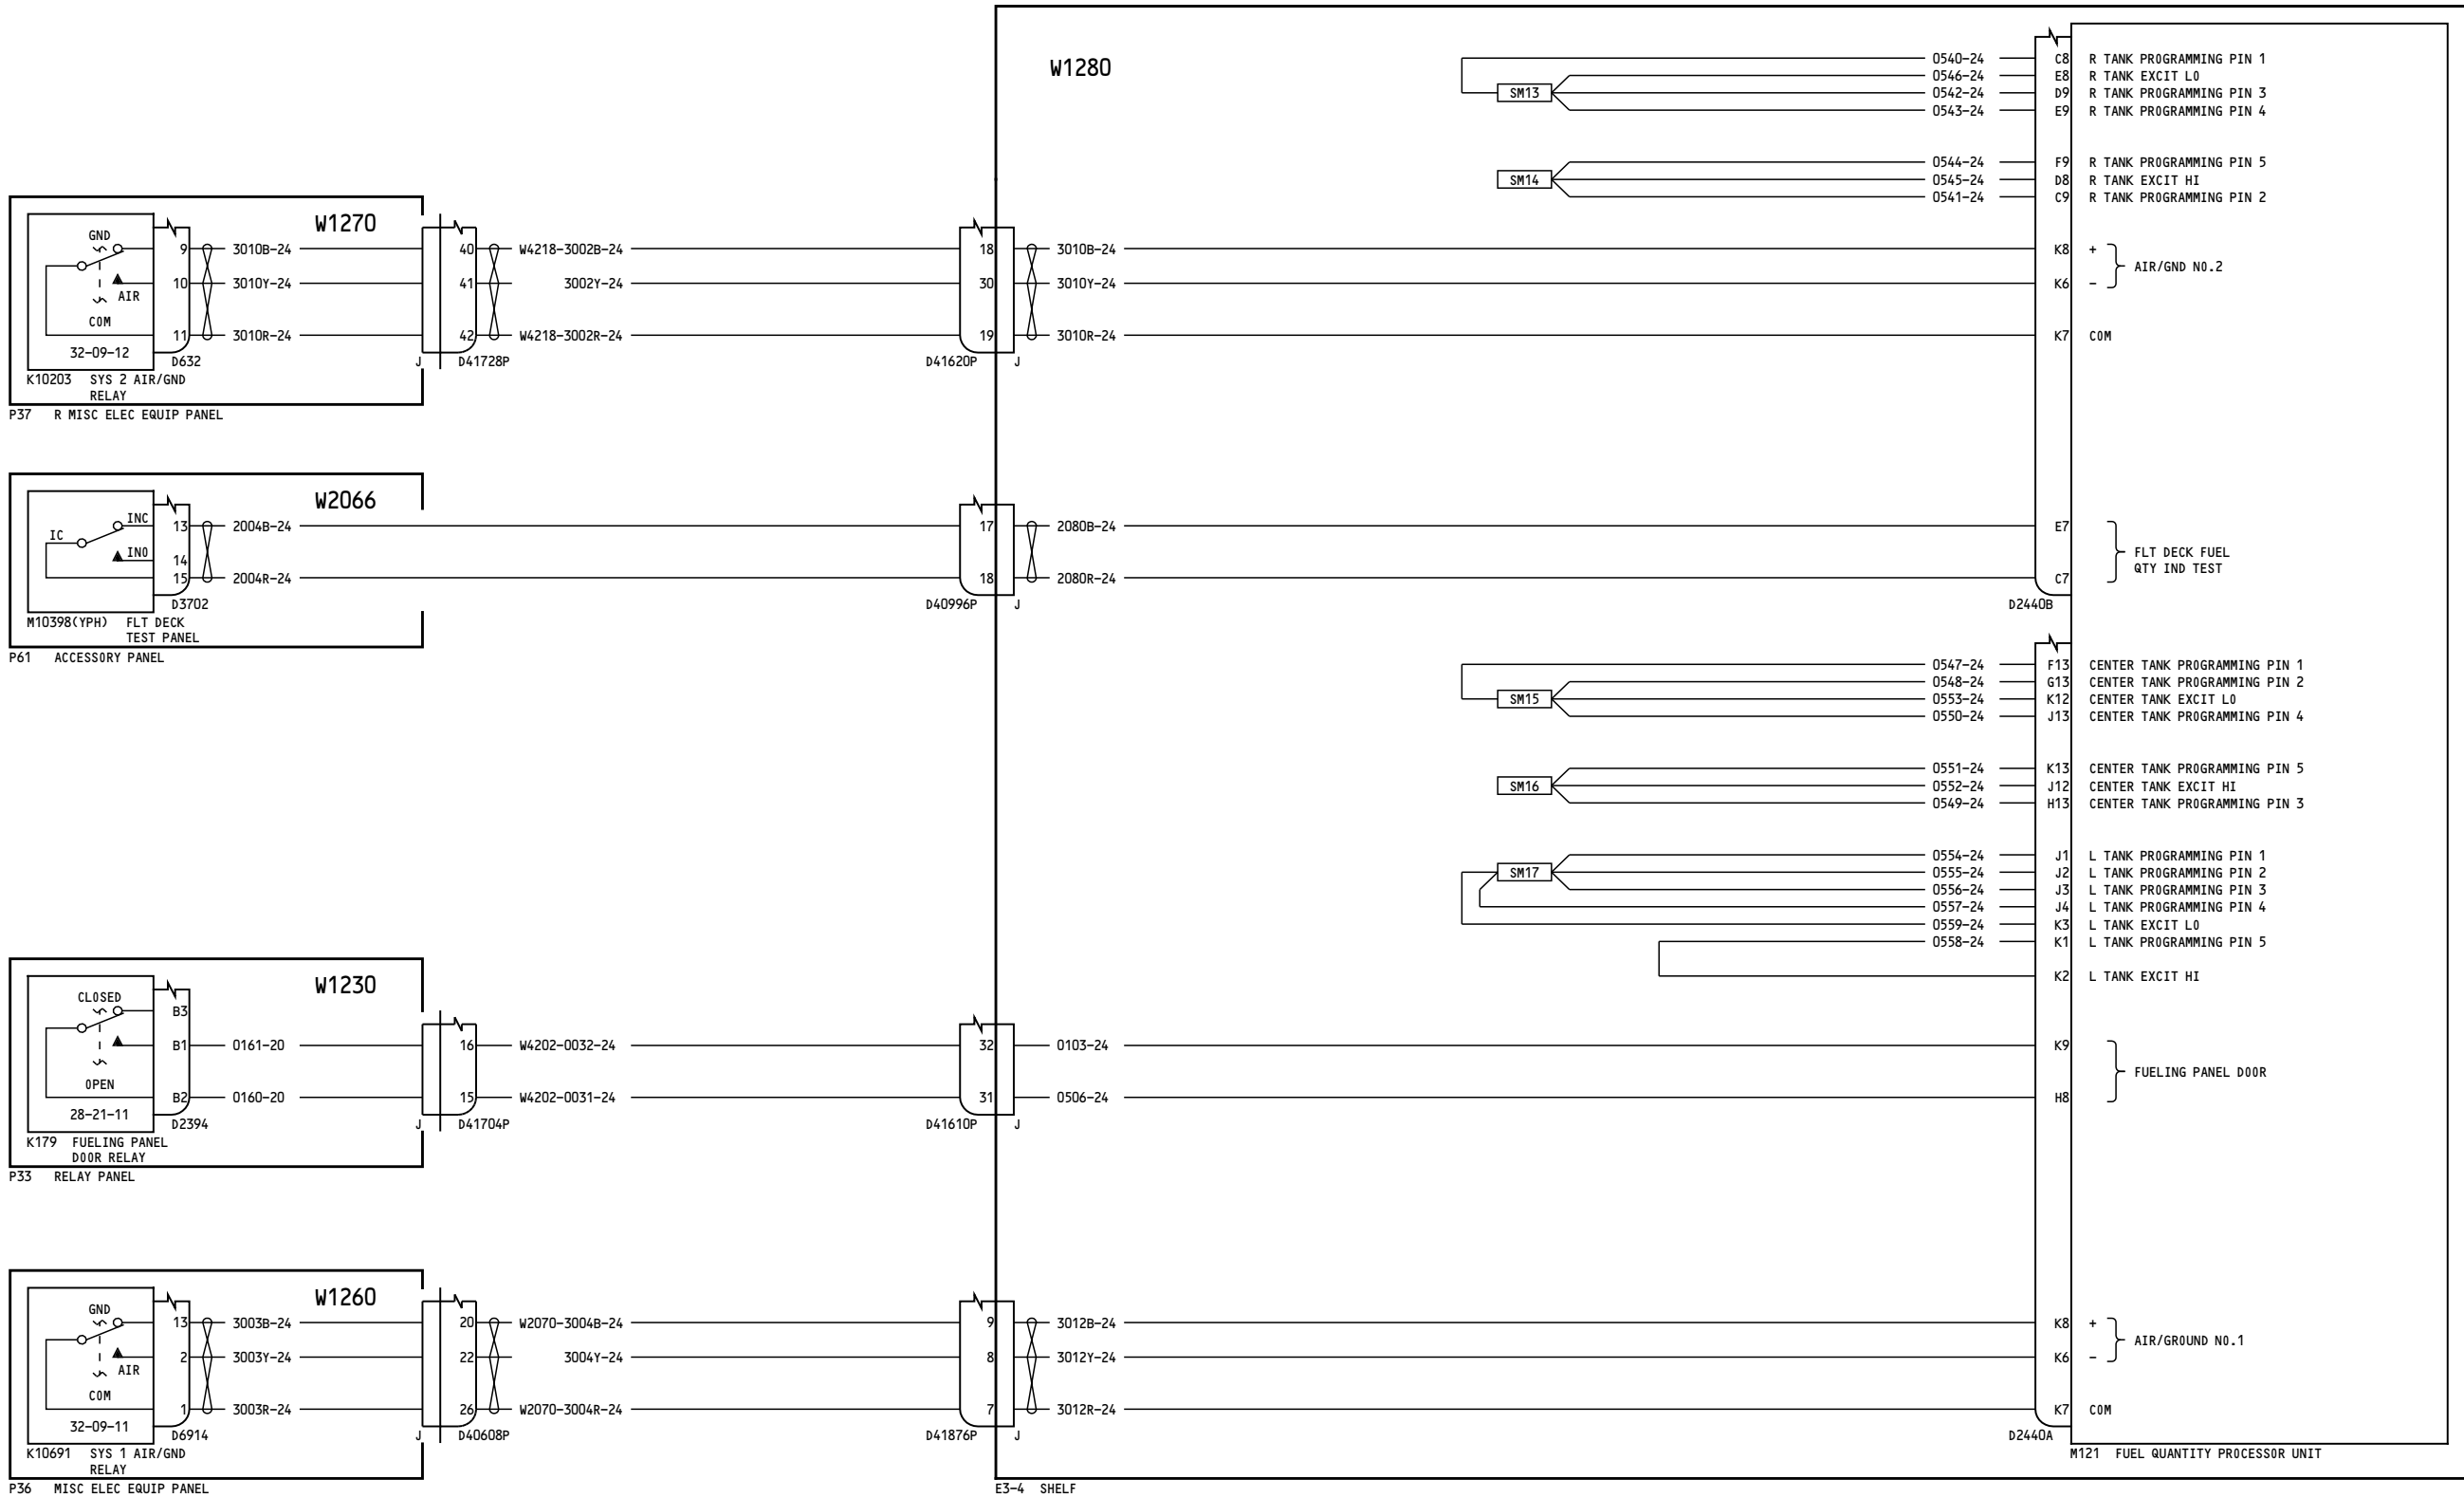 W1280
0540-24 C8 R TANK PROGRAMMING PIN 1
0546-24 E8 R TANK EXCIT LO
SM13 0542-24 D9 R TANK PROGRAMMING PIN 3
0543-24 E9 R TANK PROGRAMMING PIN 4
0544-24 F9 R TANK PROGRAMMING PIN 5
SM14 0545-24 D8 R TANK EXCIT HI
0541-24 C9 R TANK PROGRAMMING PIN 2
W1270
GND
9 3010B-24 40 W4218-3002B-24 18 3010B-24 K8 +
AIR/GND NO.2
10 3010Y-24 41 3002Y-24 30 3010Y-24 K6 -
AIR
COM
11 3010R-24 42 W4218-3002R-24 19 3010R-24 K7 COM
32-09-12
D632 J D41728P D41620P J
K10203 SYS 2 AIR/GND
RELAY
P37 R MISC ELEC EQUIP PANEL
W2066
INC
13 2004B-24 17 2080B-24 E7
IC
INO
14
FLT DECK FUEL
QTY IND TEST
15 2004R-24 18 2080R-24 C7
D3702 D40996P J D2440B
M10398(YPH) FLT DECK
TEST PANEL
P61 ACCESSORY PANEL
0547-24 F13 CENTER TANK PROGRAMMING PIN 1
0548-24 G13 CENTER TANK PROGRAMMING PIN 2
SM15 0553-24 K12 CENTER TANK EXCIT LO
0550-24 J13 CENTER TANK PROGRAMMING PIN 4
0551-24 K13 CENTER TANK PROGRAMMING PIN 5
SM16 0552-24 J12 CENTER TANK EXCIT HI
0549-24 H13 CENTER TANK PROGRAMMING PIN 3
0554-24 J1 L TANK PROGRAMMING PIN 1
SM17 0555-24 J2 L TANK PROGRAMMING PIN 2
0556-24 J3 L TANK PROGRAMMING PIN 3
0557-24 J4 L TANK PROGRAMMING PIN 4
0559-24 K3 L TANK EXCIT LO
0558-24 K1 L TANK PROGRAMMING PIN 5
K2 L TANK EXCIT HI
W1230
CLOSED
B3
B1 0161-20 16 W4202-0032-24 32 0103-24 K9
FUELING PANEL DOOR
OPEN
B2 0160-20 15 W4202-0031-24 31 0506-24 H8
28-21-11
D2394 J D41704P D41610P J
K179 FUELING PANEL
DOOR RELAY
P33 RELAY PANEL
W1260
GND
13 3003B-24 20 W2070-3004B-24 9 3012B-24 K8 +
AIR/GROUND NO.1
2 3003Y-24 22 3004Y-24 8 3012Y-24 K6 -
AIR
COM
1 3003R-24 26 W2070-3004R-24 7 3012R-24 K7 COM
32-09-11
D6914 J D40608P D41876P J D2440A
K10691 SYS 1 AIR/GND
RELAY
M121 FUEL QUANTITY PROCESSOR UNIT
P36 MISC ELEC EQUIP PANEL
E3-4 SHELF